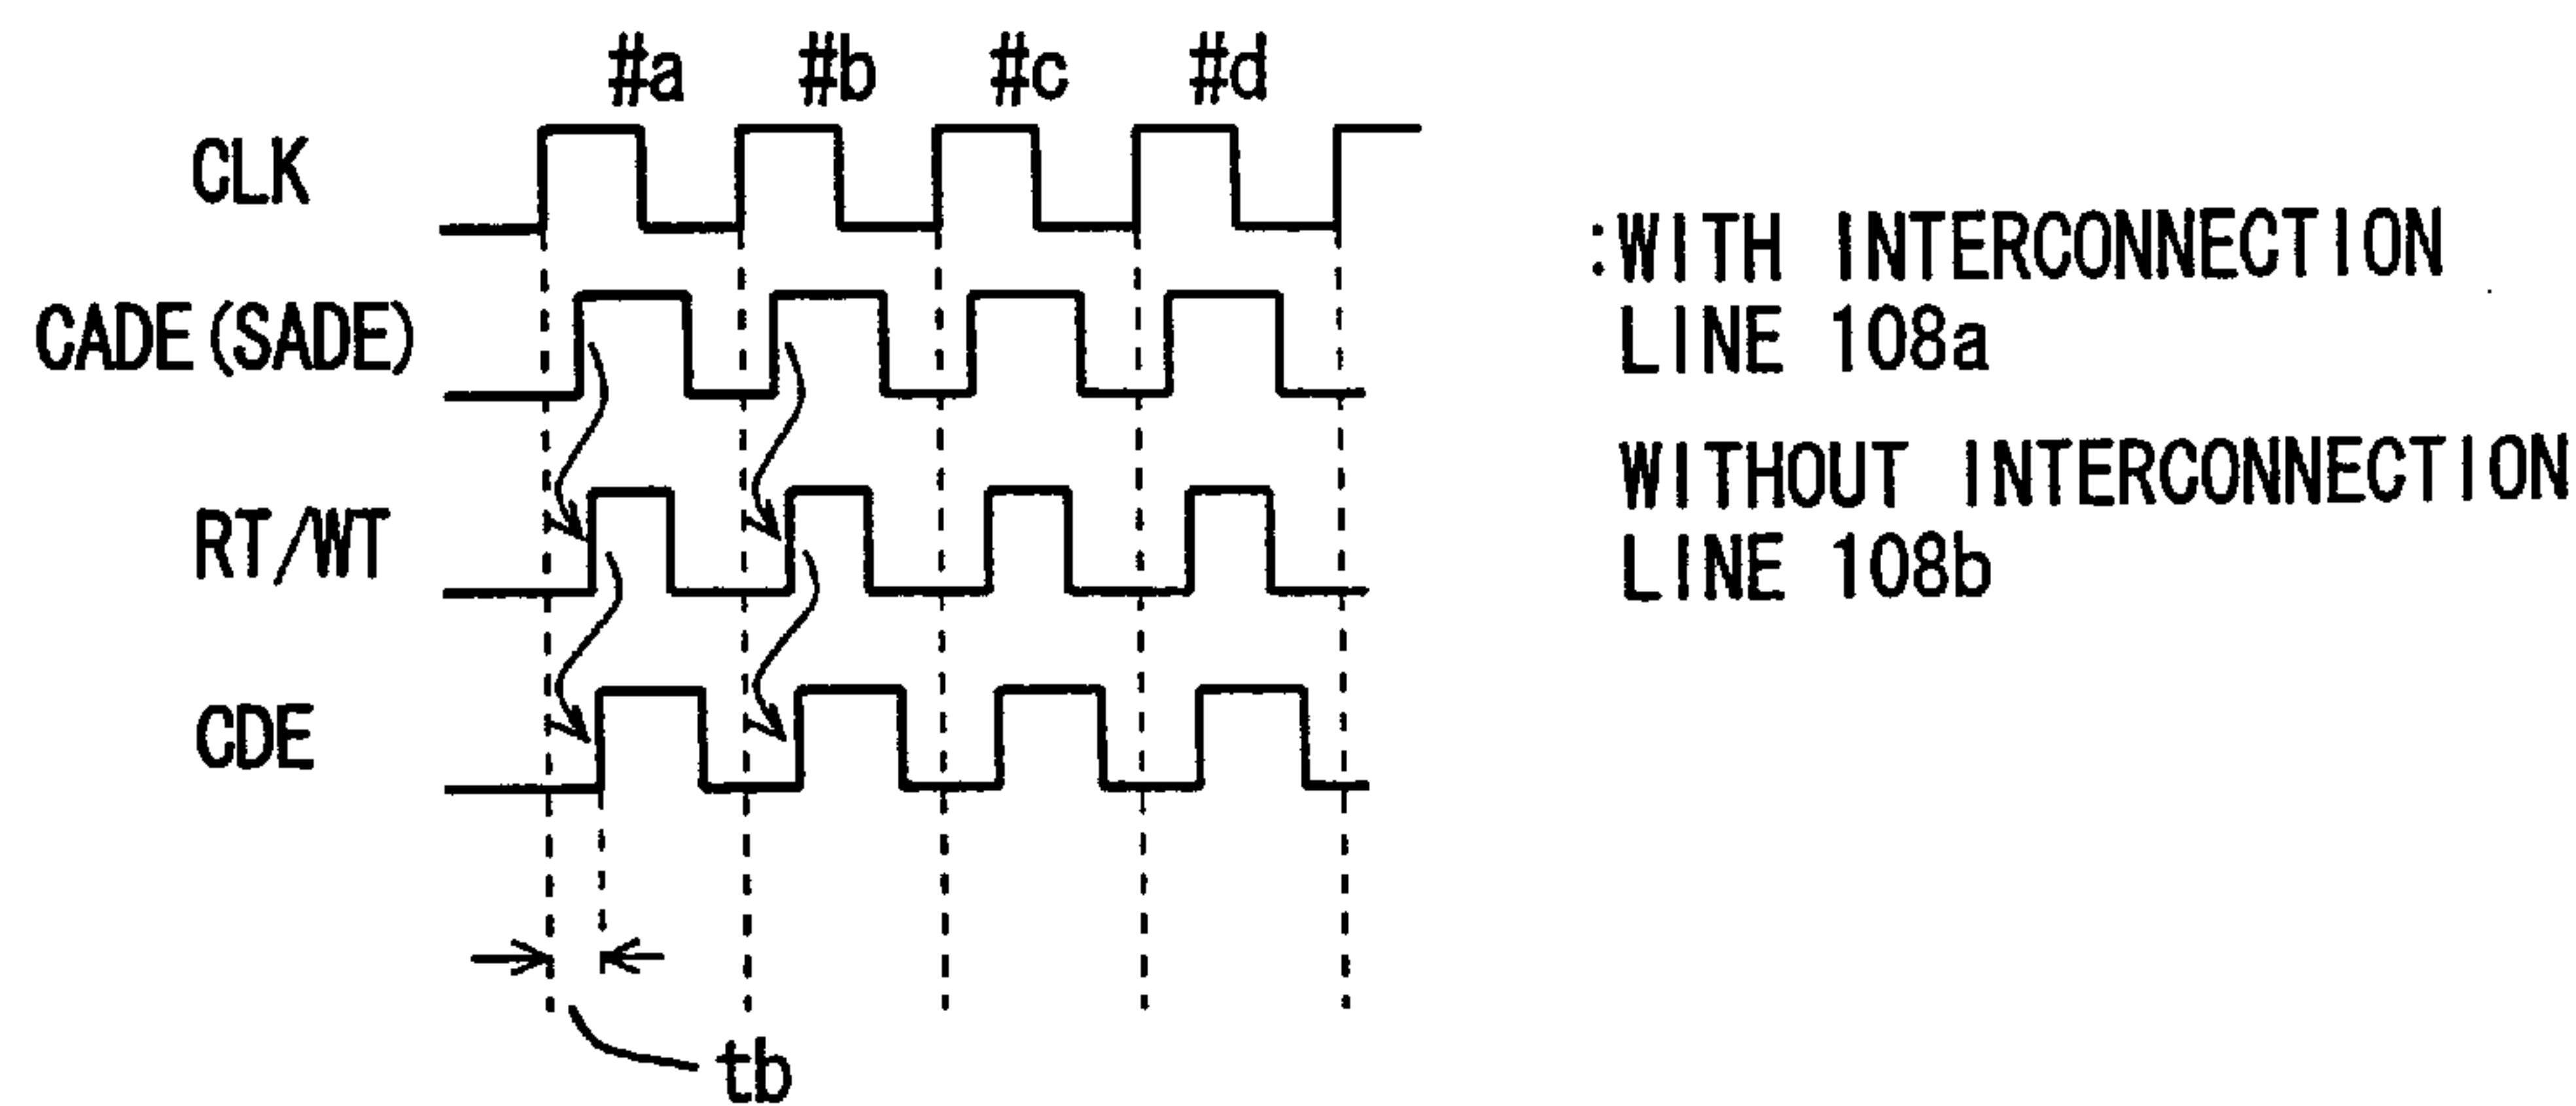 #a #b #c #d
CLK
CADE(SADE)
RT/WT
CDE
tb
:WITH INTERCONNECTION
LINE 108a
WITHOUT INTERCONNECTION
LINE 108b